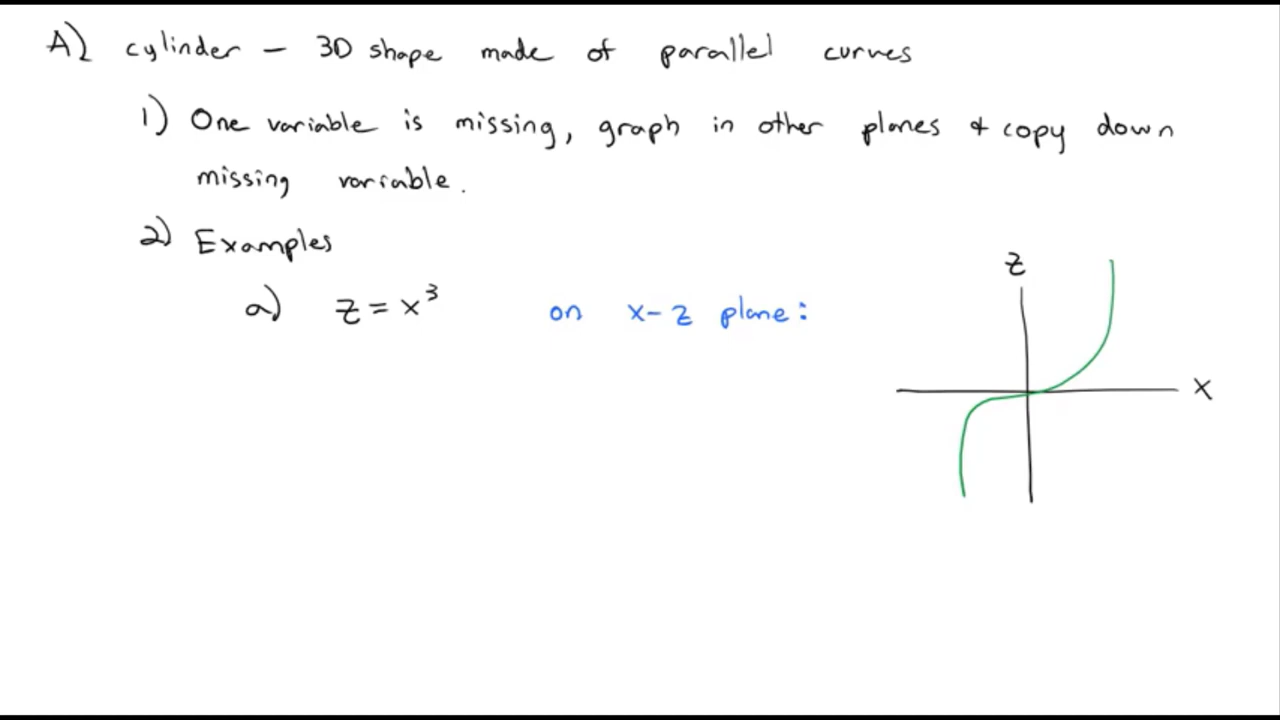 A) cylinder - 3D shape made of parallel curves
1) One variable is missing, graph in other planes & copy down
missing variable.
2) Examples
a) z = x³ on x-z plane:
z
x